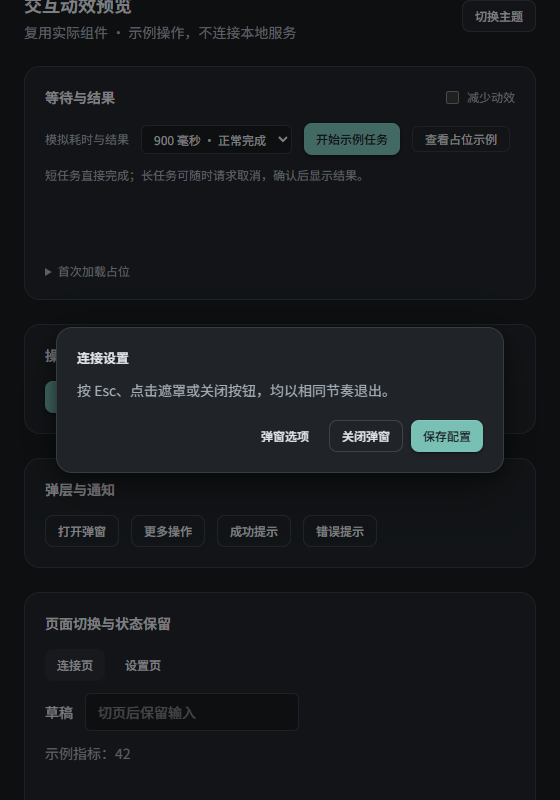 交互动效预览
复用实际组件 · 示例操作，不连接本地服务
切换主题
等待与结果
减少动效
模拟耗时与结果
900 毫秒 · 正常完成
开始示例任务
查看占位示例
短任务直接完成；长任务可随时请求取消，确认后显示结果。
首次加载占位
操
连接设置
按 Esc、点击遮罩或关闭按钮，均以相同节奏退出。
弹窗选项
关闭弹窗
保存配置
弹层与通知
打开弹窗
更多操作
成功提示
错误提示
页面切换与状态保留
连接页
设置页
草稿
切页后保留输入
示例指标：42